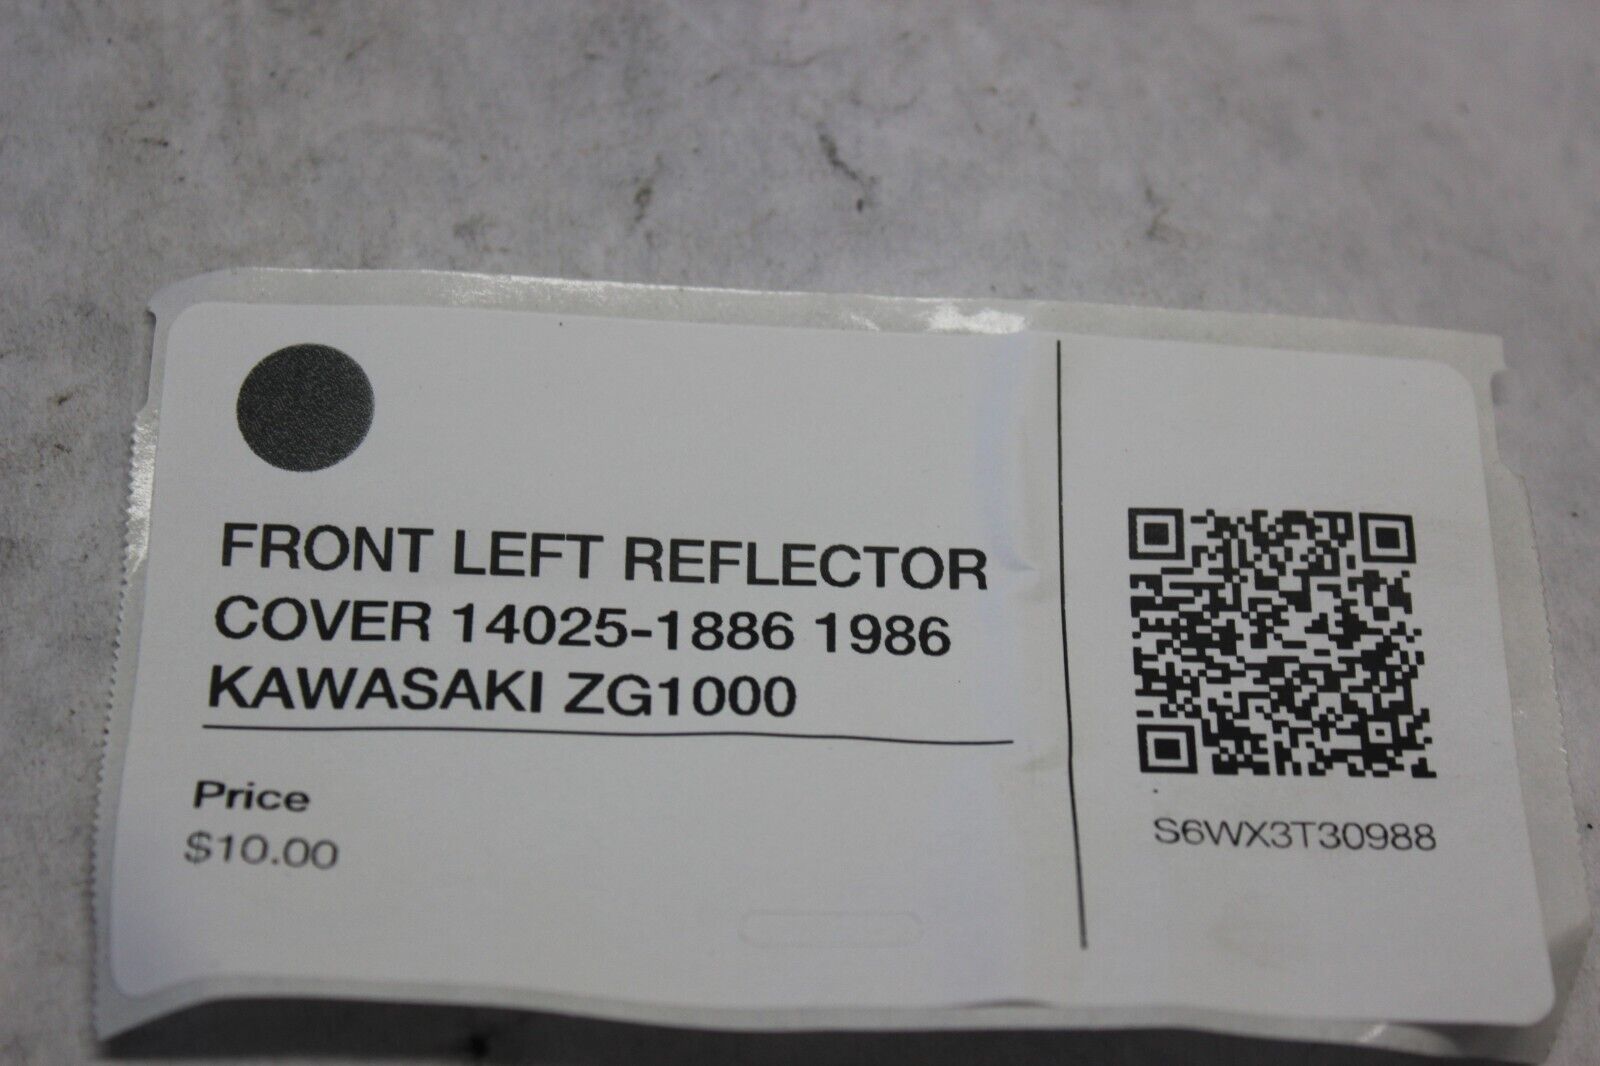 FRONT LEFT REFLECTOR
COVER 14025-1886 1986
KAWASAKI ZG1000
Price
$10.00
S6WX3T30988